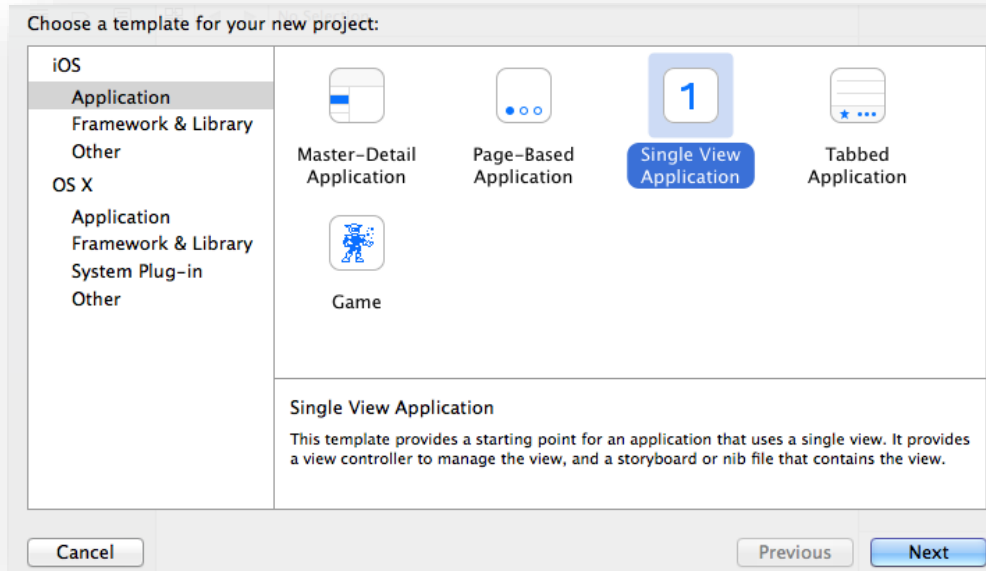 Choose a template for your new project:
iOS
Application
Framework & Library
Other
OS X
Application
Framework & Library
System Plug-in
Other
Master-Detail
Application
Page-Based
Application
1
Single View
Application
Tabbed
Application
Game
Single View Application
This template provides a starting point for an application that uses a single view. It provides
a view controller to manage the view, and a storyboard or nib file that contains the view.
Cancel
Previous
Next